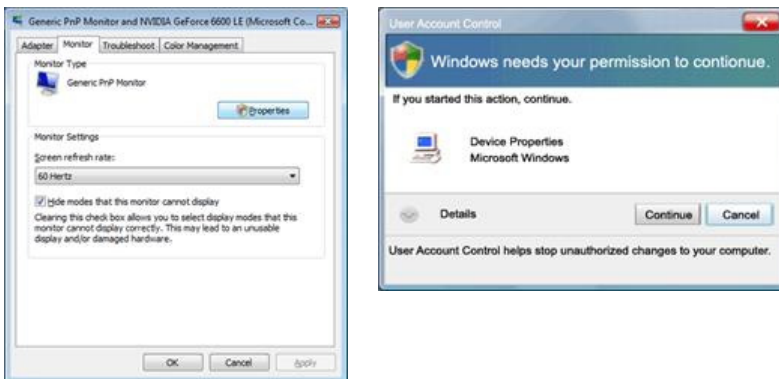 Generic PnP Monitor and NVIDIA GeForce 6600 LE (Microsoft Co...
Adapter Monitor Troubleshoot Color Management
Monitor Type
Generic PnP Monitor
Properties
Monitor Settings
Screen refresh rate:
60 Hertz
Hide modes that this monitor cannot display
Clearing this check box allows you to select display modes that this
monitor cannot display correctly. This may lead to an unusable
display and/or damaged hardware.
OK Cancel Apply
User Account Control
Windows needs your permission to contionue.
If you started this action, continue.
Device Properties
Microsoft Windows
Details Continue Cancel
User Account Control helps stop unauthorized changes to your computer.